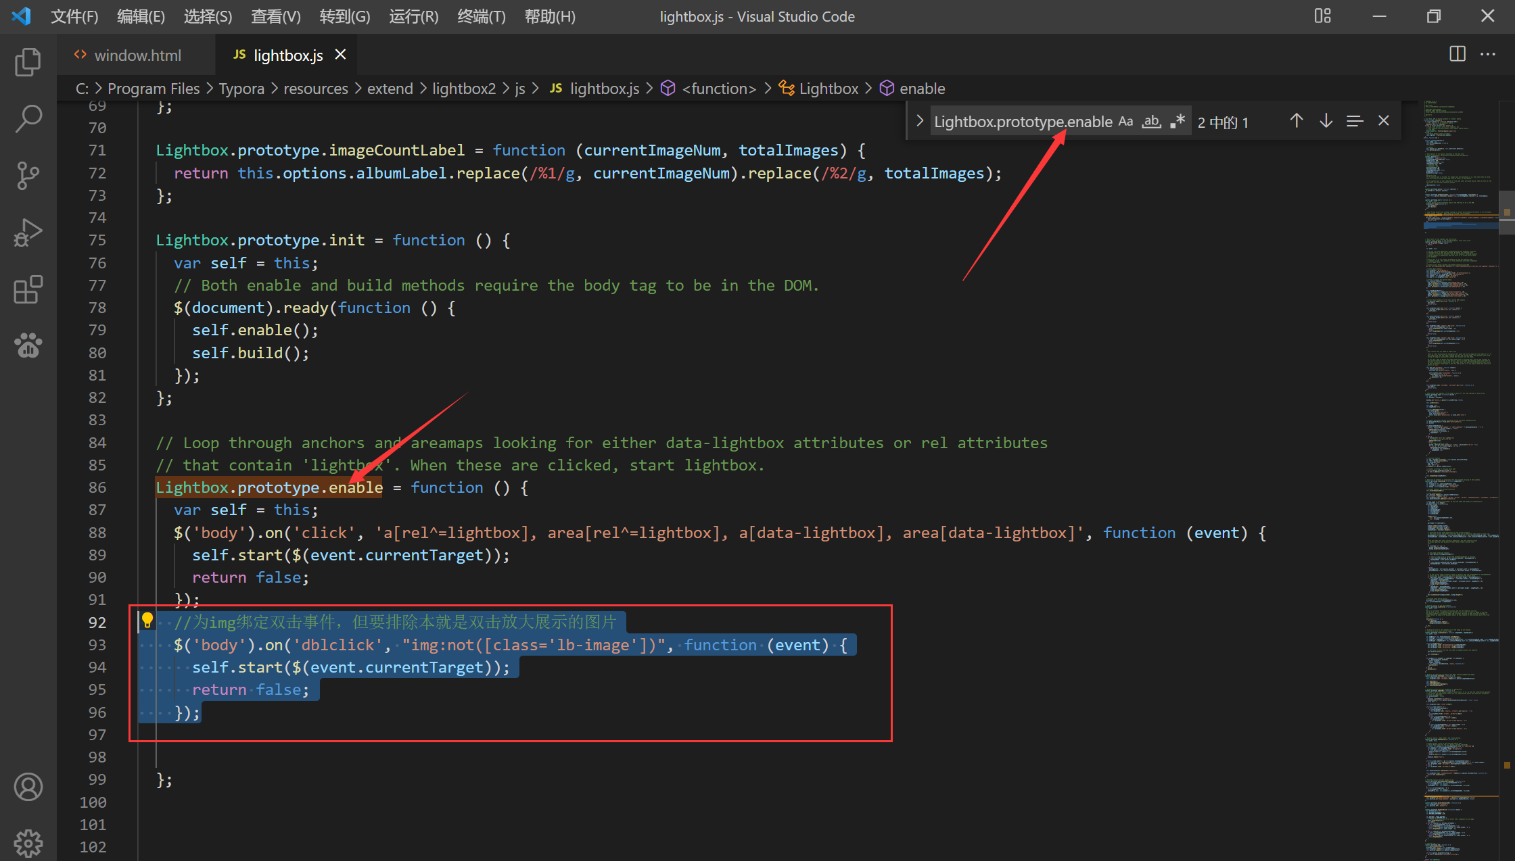 文件(F) 编辑(E) 选择(S) 查看(V) 转到(G) 运行(R) 终端(T) 帮助(H) lightbox.js - Visual Studio Code
<> window.html JS lightbox.js
C: > Program Files > Typora > resources > extend > lightbox2 > js > JS lightbox.js > <function> > Lightbox > enable
Lightbox.prototype.enable Aa ab 2 中的 1
69 };
70
71 Lightbox.prototype.imageCountLabel = function (currentImageNum, totalImages) {
72 return this.options.albumLabel.replace(/%1/g, currentImageNum).replace(/%2/g, totalImages);
73 };
74
75 Lightbox.prototype.init = function () {
76 var self = this;
77 // Both enable and build methods require the body tag to be in the DOM.
78 $(document).ready(function () {
79 self.enable();
80 self.build();
81 });
82 };
83
84 // Loop through anchors and areamaps looking for either data-lightbox attributes or rel attributes
85 // that contain 'lightbox'. When these are clicked, start lightbox.
86 Lightbox.prototype.enable = function () {
87 var self = this;
88 $('body').on('click', 'a[rel^=lightbox], area[rel^=lightbox], a[data-lightbox], area[data-lightbox]', function (event) {
89 self.start($(event.currentTarget));
90 return false;
91 });
92 //为img绑定双击事件，但要排除本就是双击放大展示的图片
93 $('body').on('dblclick', "img:not([class='lb-image'])", function (event) {
94 self.start($(event.currentTarget));
95 return false;
96 });
97
98
99 };
100
101
102